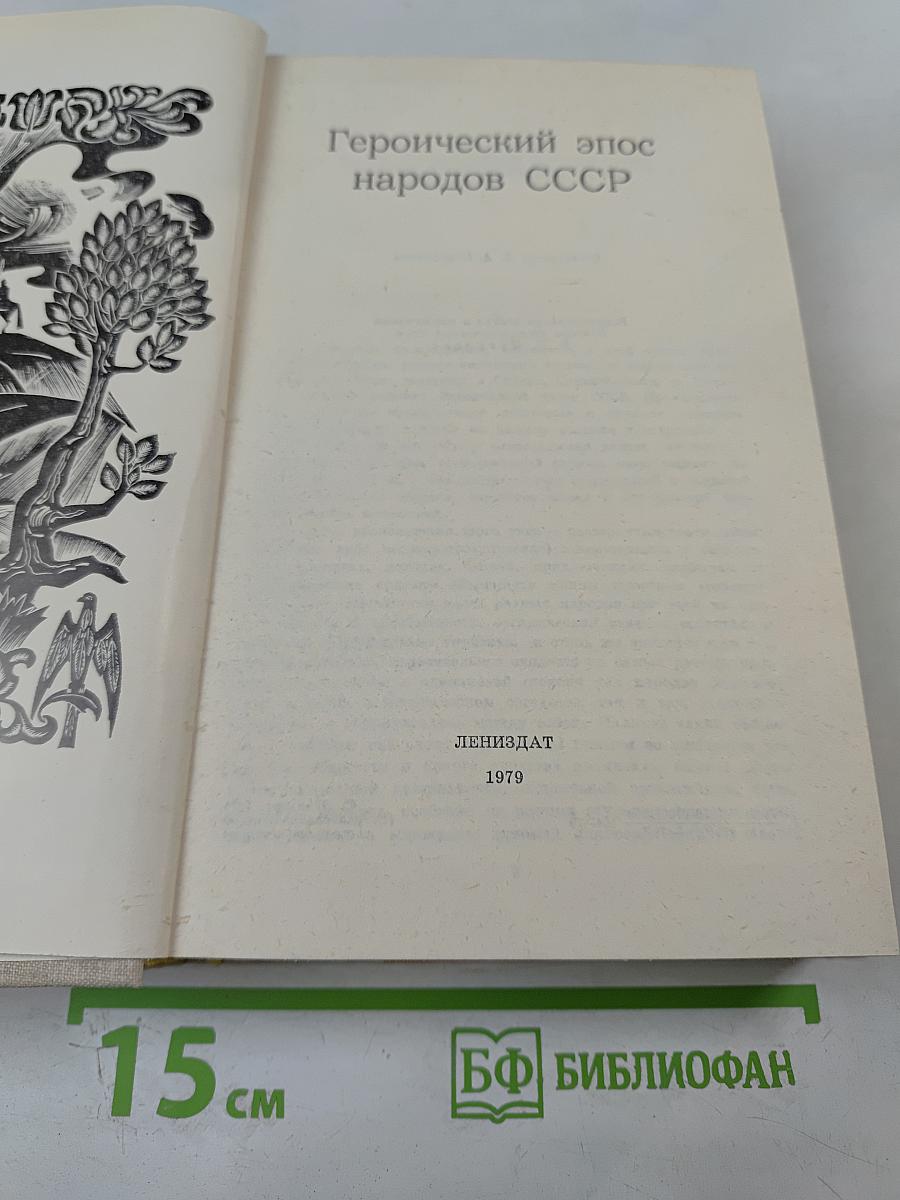 Героический эпос
народов СССР
ЛЕНИЗДАТ
1979
15 см
БФ БИБЛИОФАН